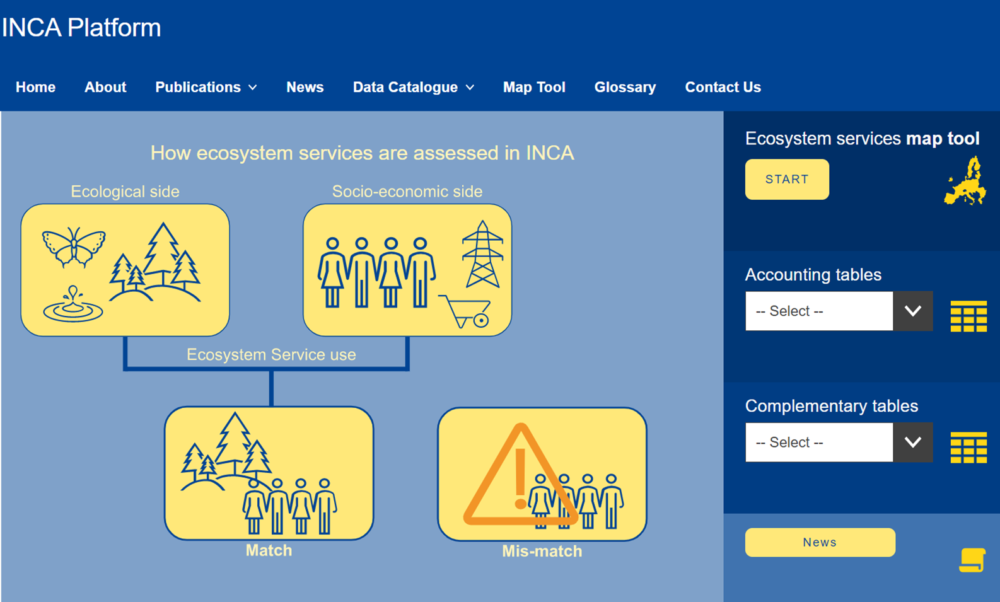 INCA Platform
Home About Publications News Data Catalogue Map Tool Glossary Contact Us
How ecosystem services are assessed in INCA
Ecological side
Socio-economic side
Ecosystem Service use
Match
Mis-match
Ecosystem services map tool
START
Accounting tables
-- Select --
Complementary tables
-- Select --
News